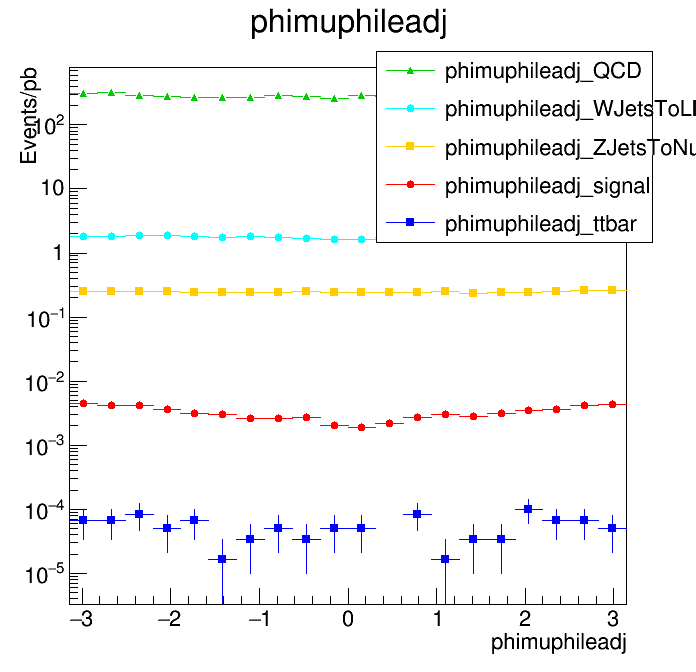 phimuphileadj
Events/pb
phimuphileadj_QCD
phimuphileadj_WJetsToL
phimuphileadj_ZJetsToNu
phimuphileadj_signal
phimuphileadj_ttbar
10²
10
1
10⁻¹
10⁻²
10⁻³
10⁻⁴
10⁻⁵
−3 −2 −1 0 1 2 3
phimuphileadj